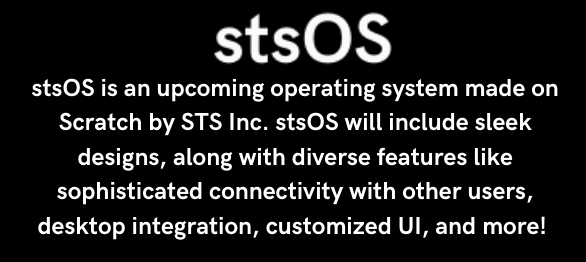 stsOS
stsOS is an upcoming operating system made on
Scratch by STS Inc. stsOS will include sleek
designs, along with diverse features like
sophisticated connectivity with other users,
desktop integration, customized UI, and more!